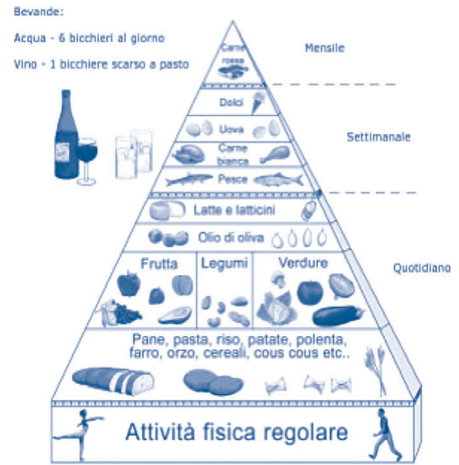 Bevande:
Acqua - 6 bicchieri al giorno
Vino - 1 bicchiere scarso a pasto
Carne
rossa
Mensile
Dolci
Uova
Settimanale
Carne
bianca
Pesce
Latte e latticini
Olio di oliva
Frutta
Legumi
Verdure
Quotidiano
Pane, pasta, riso, patate, polenta,
farro, orzo, cereali, cous cous etc..
Attività fisica regolare